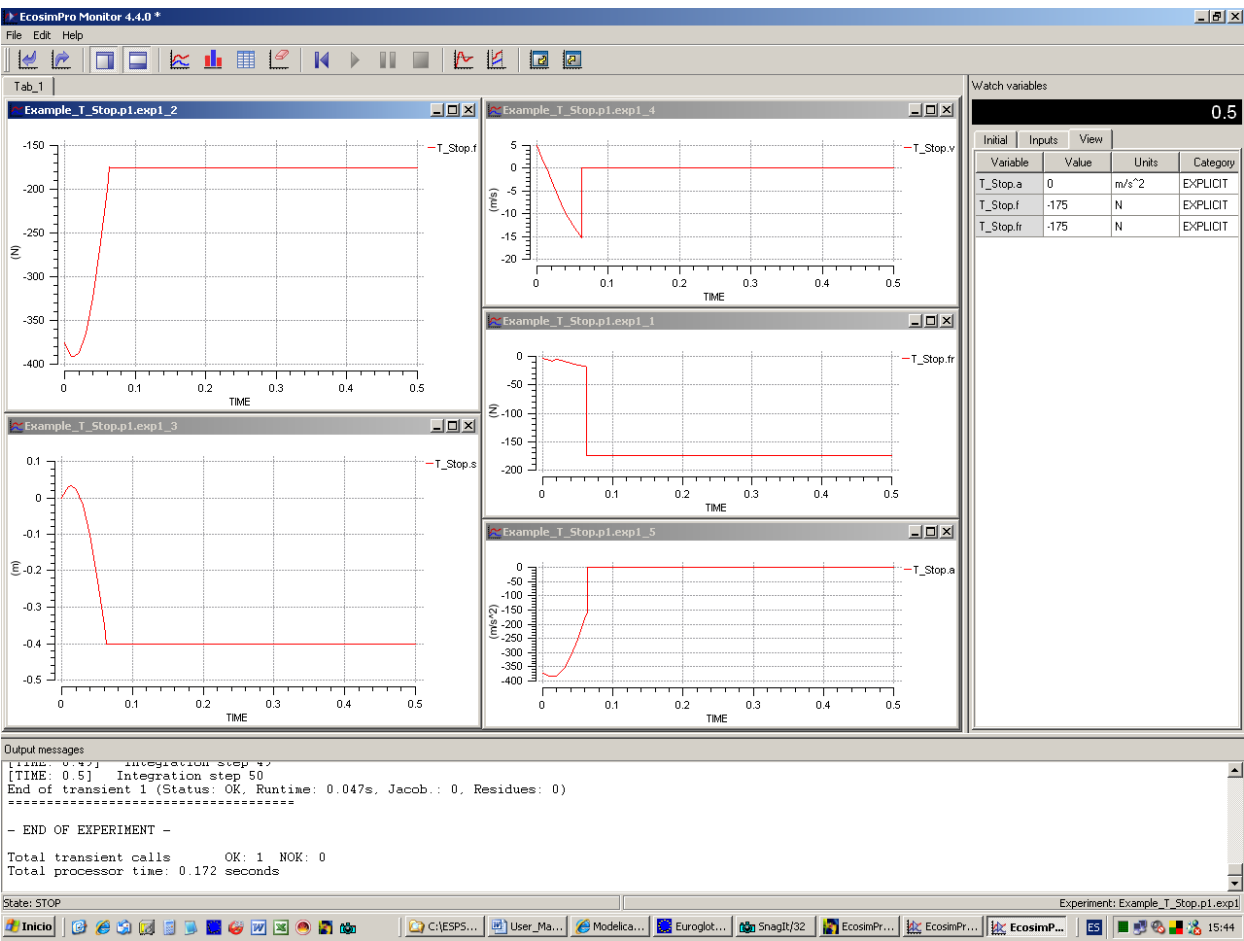 EcosimPro Monitor 4.4.0 *
File Edit Help
Tab_1
Example_T_Stop.p1.exp1_2
-150
-200
-250
-300
-350
-400
(N)
0 0.1 0.2 0.3 0.4 0.5
TIME
T_Stop.f
Example_T_Stop.p1.exp1_3
0.1
0
-0.1
-0.2
-0.3
-0.4
-0.5
(m)
0 0.1 0.2 0.3 0.4 0.5
TIME
T_Stop.s
Example_T_Stop.p1.exp1_4
5
0
-5
-10
-15
-20
(m/s)
0 0.1 0.2 0.3 0.4 0.5
TIME
T_Stop.v
Example_T_Stop.p1.exp1_1
0
-50
-100
-150
-200
(N)
0 0.1 0.2 0.3 0.4 0.5
TIME
T_Stop.fr
Example_T_Stop.p1.exp1_5
0
-50
-100
-150
-200
-250
-300
-350
-400
(m/s^2)
0 0.1 0.2 0.3 0.4 0.5
TIME
T_Stop.a
Watch variables
0.5
Initial Inputs View
Variable Value Units Category
T_Stop.a 0 m/s^2 EXPLICIT
T_Stop.f -175 N EXPLICIT
T_Stop.fr -175 N EXPLICIT
Output messages
[TIME: 0.49] Integration step 49
[TIME: 0.5] Integration step 50
End of transient 1 (Status: OK, Runtime: 0.047s, Jacob.: 0, Residues: 0)
=====================================
- END OF EXPERIMENT -
Total transient calls OK: 1 NOK: 0
Total processor time: 0.172 seconds
State: STOP
Experiment: Example_T_Stop.p1.exp1
Inicio C:\ESPS... User_Ma... Modelica... Euroglot... SnagIt/32 EcosimPr... EcosimPr... EcosimP... ES 15:44